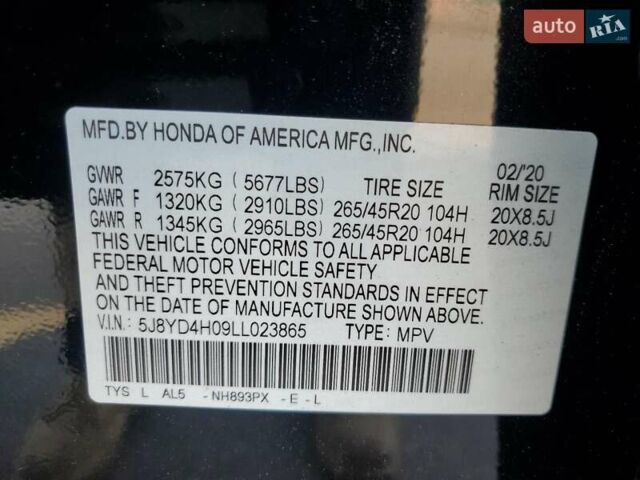 auto RIA .com
MFD.BY HONDA OF AMERICA MFG.,INC.
02/'20
GVWR 2575KG ( 5677LBS) TIRE SIZE RIM SIZE
GAWR F 1320KG ( 2910LBS) 265/45R20 104H 20X8.5J
GAWR R 1345KG ( 2965LBS) 265/45R20 104H 20X8.5J
THIS VEHICLE CONFORMS TO ALL APPLICABLE
FEDERAL MOTOR VEHICLE SAFETY
AND THEFT PREVENTION STANDARDS IN EFFECT
ON THE DATE OF MANUFACTURE SHOWN ABOVE.
V.I.N.: 5J8YD4H09LL023865 TYPE: MPV
TYS L AL5 - NH893PX - E - L